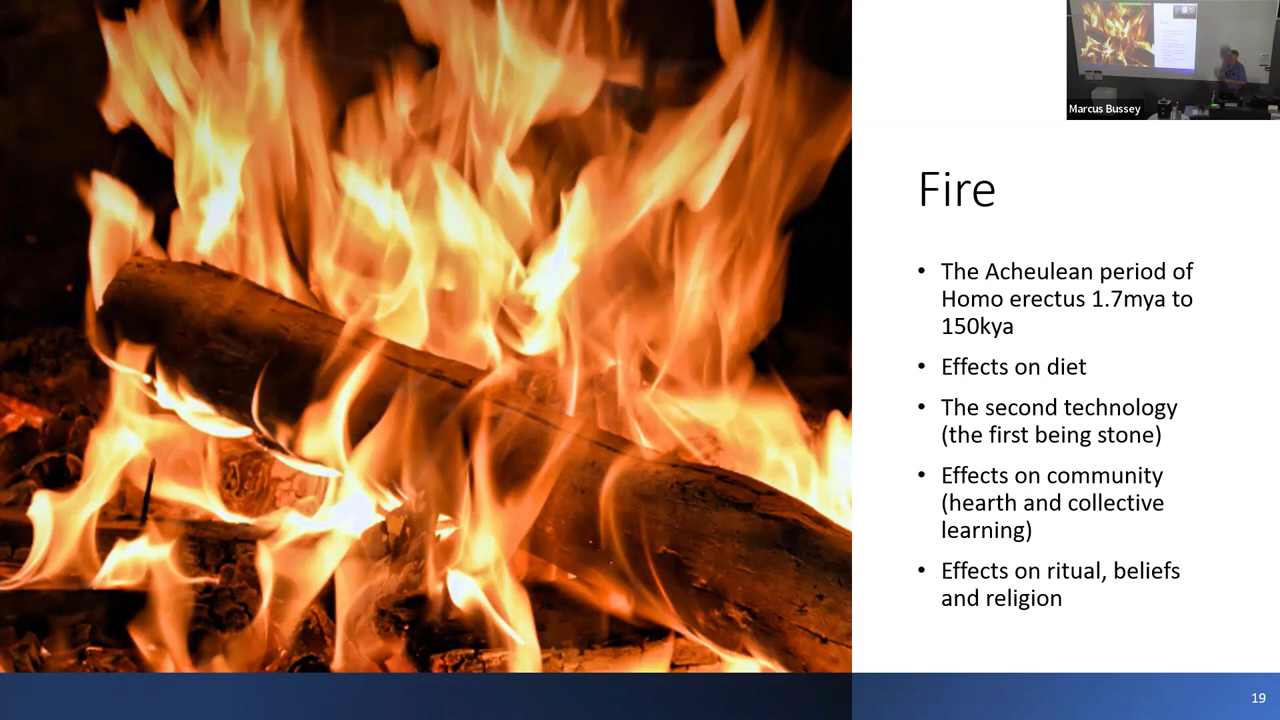 Marcus Bussey
Fire
• The Acheulean period of
Homo erectus 1.7mya to
150kya
• Effects on diet
• The second technology
(the first being stone)
• Effects on community
(hearth and collective
learning)
• Effects on ritual, beliefs
and religion
19